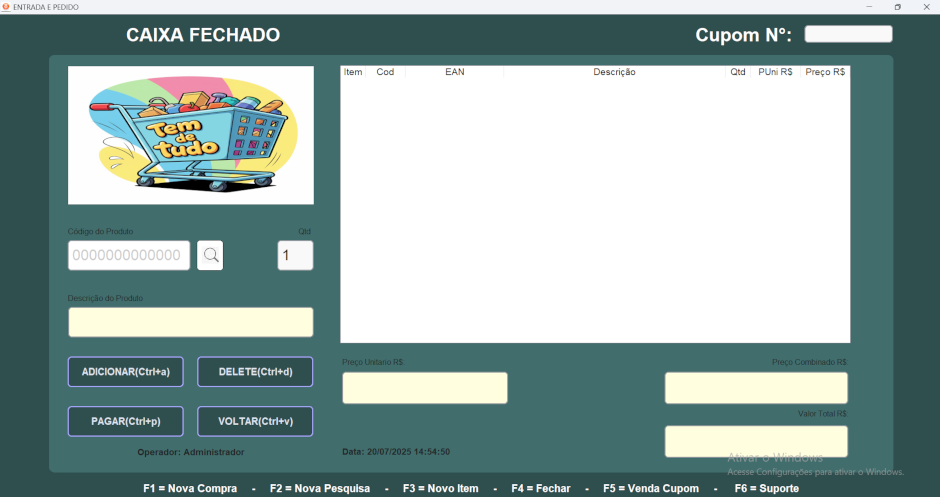 ENTRADA E PEDIDO
CAIXA FECHADO
Cupom N°:
Tem de tudo
Item Cod EAN Descrição Qtd PUni R$ Preço R$
Código do Produto Qtd
0000000000000 1
Descrição do Produto
ADICIONAR(Ctrl+a) DELETE(Ctrl+d)
PAGAR(Ctrl+p) VOLTAR(Ctrl+v)
Operador: Administrador
Preço Unitario R$: Preço Combinado R$:
Valor Total R$:
Data: 20/07/2025 14:54:50
Ativar o Windows
Acesse Configurações para ativar o Windows.
F1 = Nova Compra - F2 = Nova Pesquisa - F3 = Novo Item - F4 = Fechar - F5 = Venda Cupom - F6 = Suporte